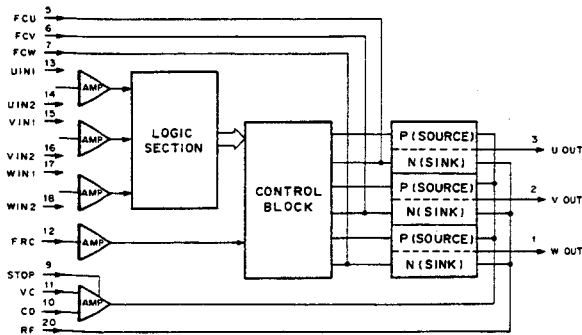 FCU 5
FCV 6
FCW 7
UIN1 13
AMP
UIN2 14
VIN1 15
AMP
VIN2 16
WIN1 17
AMP
WIN2 18
FRC 12
AMP
STOP 9
VC 11
AMP
CD 10
RF 20
LOGIC
SECTION
CONTROL
BLOCK
P (SOURCE)
N (SINK)
P (SOURCE)
N (SINK)
P (SOURCE)
N (SINK)
3 U OUT
2 V OUT
1 W OUT